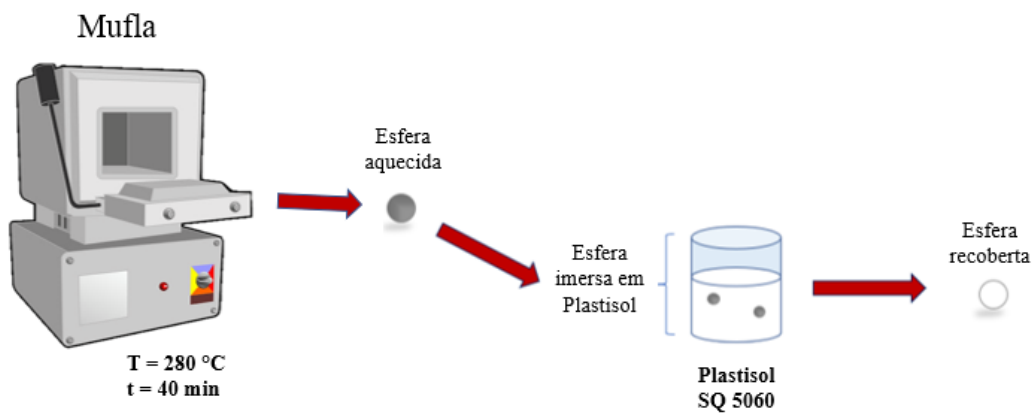 Mufla
T = 280 °C
t = 40 min
Esfera
aquecida
Esfera
imersa em
Plastisol
Plastisol
SQ 5060
Esfera
recoberta